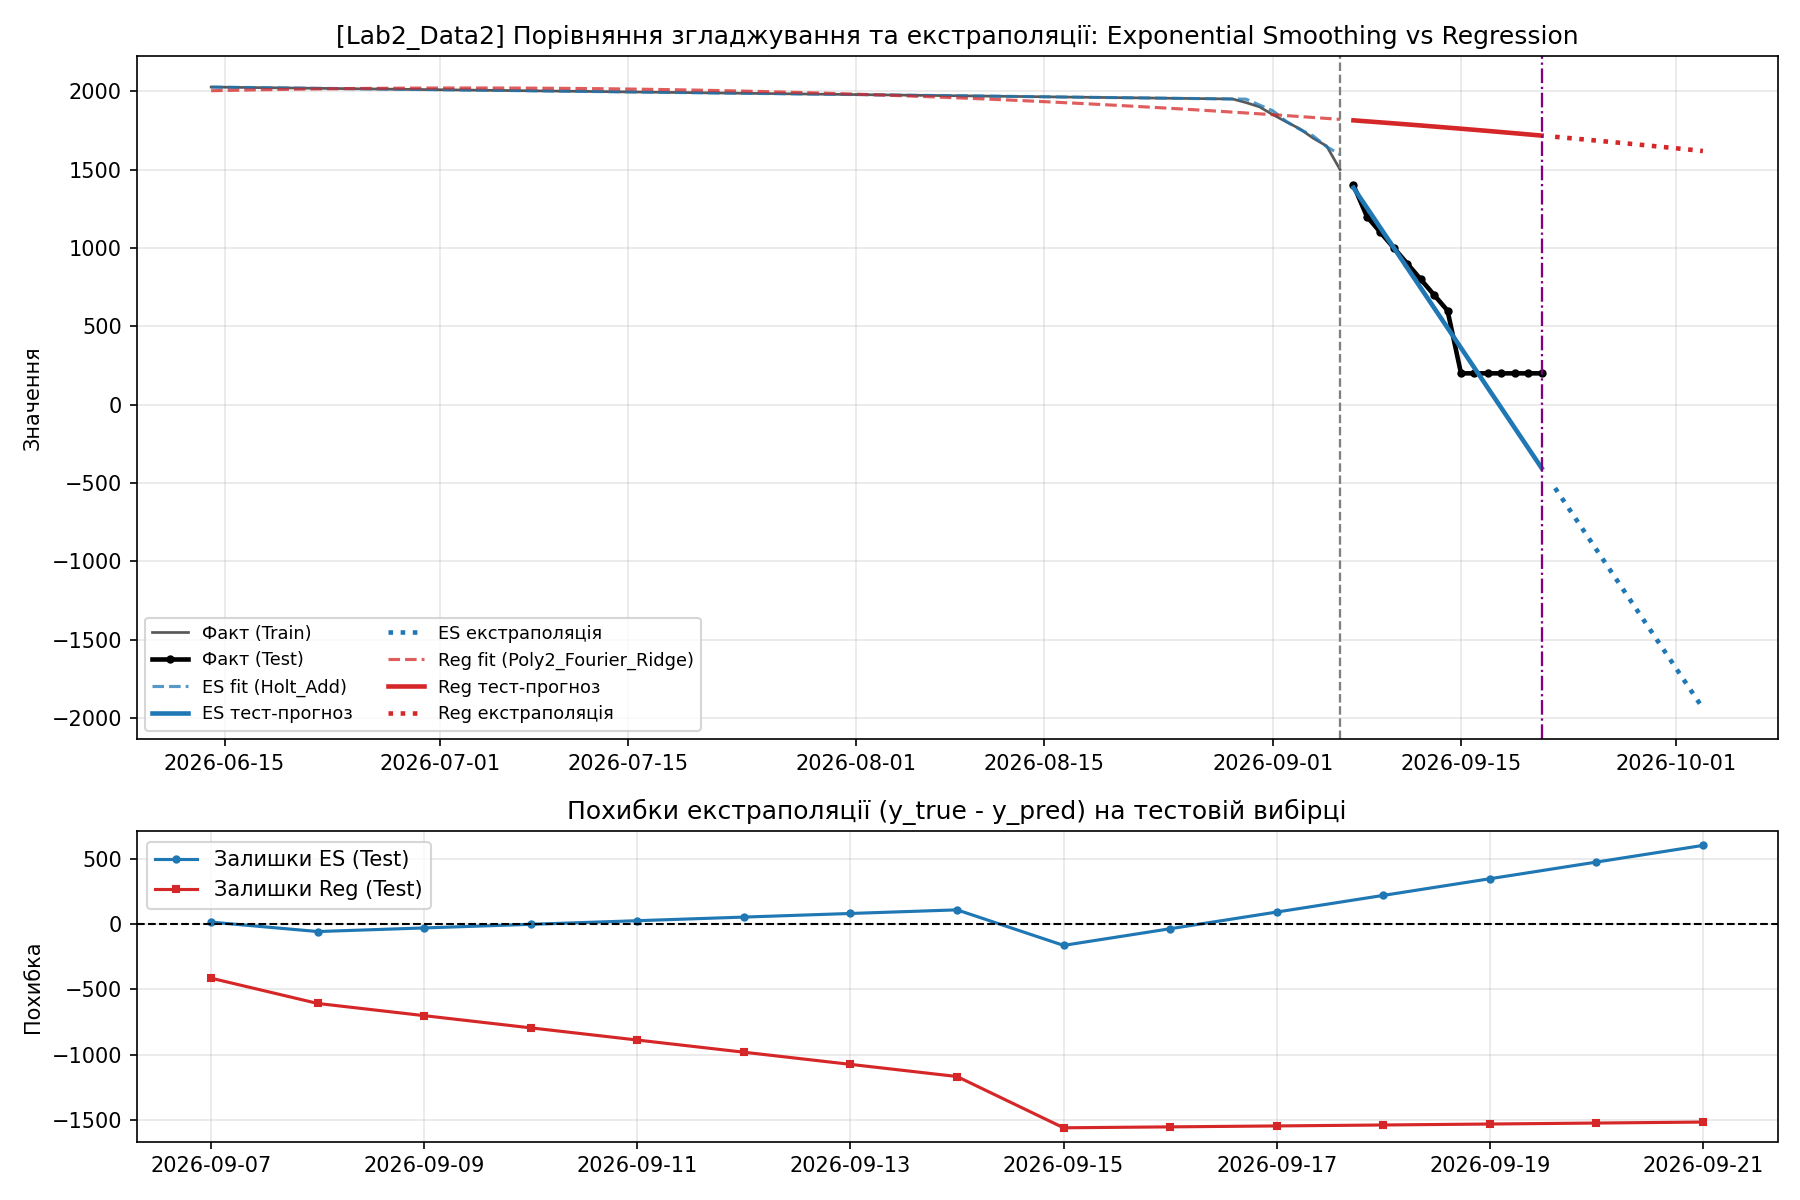 [Lab2_Data2] Порівняння згладжування та екстраполяції: Exponential Smoothing vs Regression
Значення
2000
1500
1000
500
0
−500
−1000
−1500
−2000
Факт (Train)
Факт (Test)
ES fit (Holt_Add)
ES тест-прогноз
ES екстраполяція
Reg fit (Poly2_Fourier_Ridge)
Reg тест-прогноз
Reg екстраполяція
2026-06-15 2026-07-01 2026-07-15 2026-08-01 2026-08-15 2026-09-01 2026-09-15 2026-10-01
Похибки екстраполяції (y_true - y_pred) на тестовій вибірці
Похибка
500
0
−500
−1000
−1500
Залишки ES (Test)
Залишки Reg (Test)
2026-09-07 2026-09-09 2026-09-11 2026-09-13 2026-09-15 2026-09-17 2026-09-19 2026-09-21